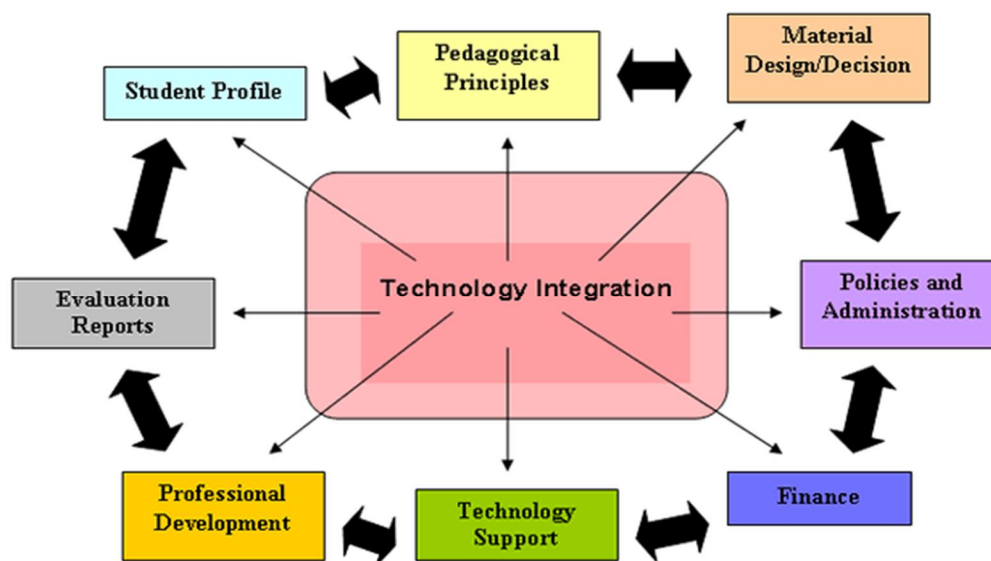 Student Profile
Pedagogical
Principles
Material
Design/Decision
Evaluation
Reports
Technology Integration
Policies and
Administration
Professional
Development
Technology
Support
Finance